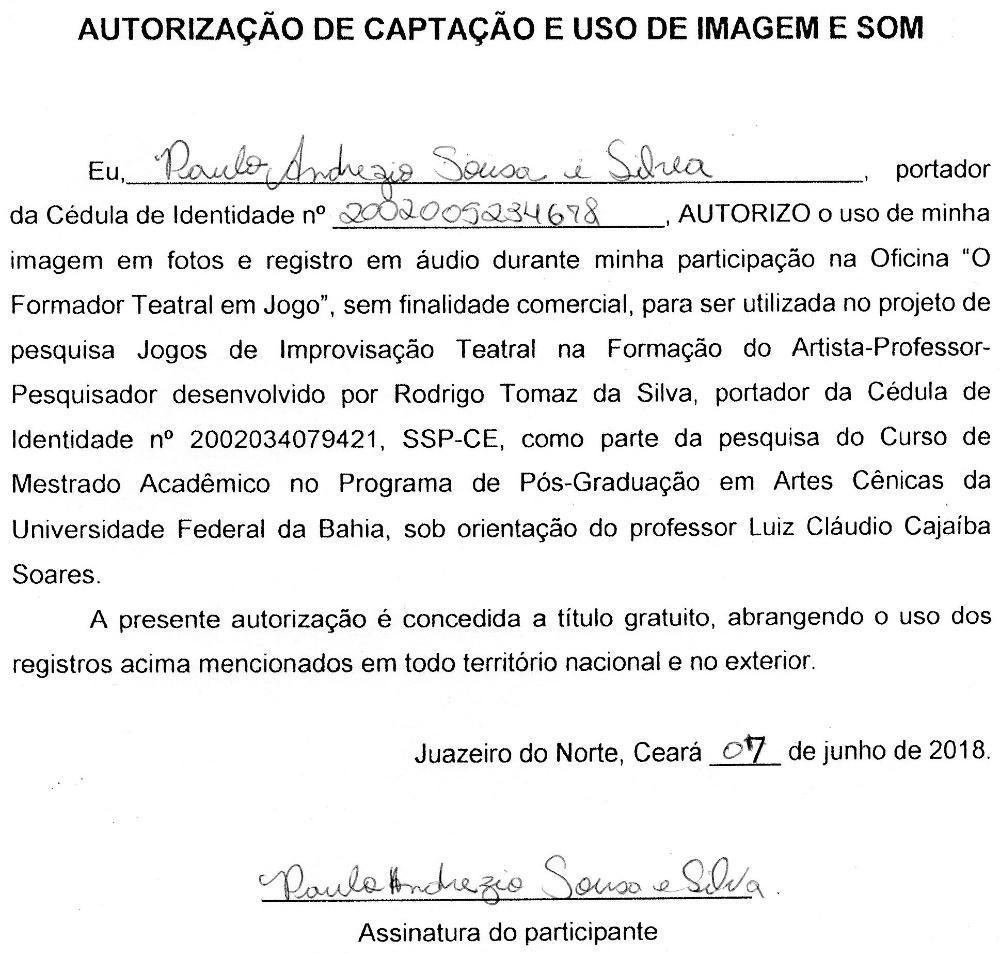 AUTORIZAÇÃO DE CAPTAÇÃO E USO DE IMAGEM E SOM
Eu, Paulo Andrezio Sousa e Silva, portador
da Cédula de Identidade nº 2002005234678, AUTORIZO o uso de minha
imagem em fotos e registro em áudio durante minha participação na Oficina “O
Formador Teatral em Jogo”, sem finalidade comercial, para ser utilizada no projeto de
pesquisa Jogos de Improvisação Teatral na Formação do Artista-Professor-
Pesquisador desenvolvido por Rodrigo Tomaz da Silva, portador da Cédula de
Identidade nº 2002034079421, SSP-CE, como parte da pesquisa do Curso de
Mestrado Acadêmico no Programa de Pós-Graduação em Artes Cênicas da
Universidade Federal da Bahia, sob orientação do professor Luiz Cláudio Cajaíba
Soares.
A presente autorização é concedida a título gratuito, abrangendo o uso dos
registros acima mencionados em todo território nacional e no exterior.
Juazeiro do Norte, Ceará 07 de junho de 2018.
Paulo Andrezio Sousa e Silva.
Assinatura do participante